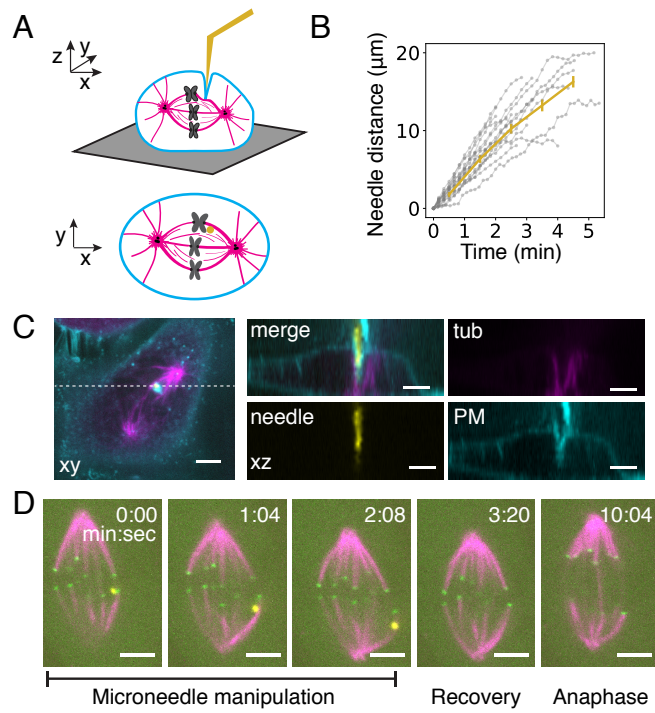 A
z
y
x
y
x
B
Needle distance (μm)
20
10
0
0 1 2 3 4 5
Time (min)
C
xy
merge
tub
needle
xz
PM
D
0:00
min:sec
1:04
2:08
3:20
10:04
Microneedle manipulation
Recovery
Anaphase